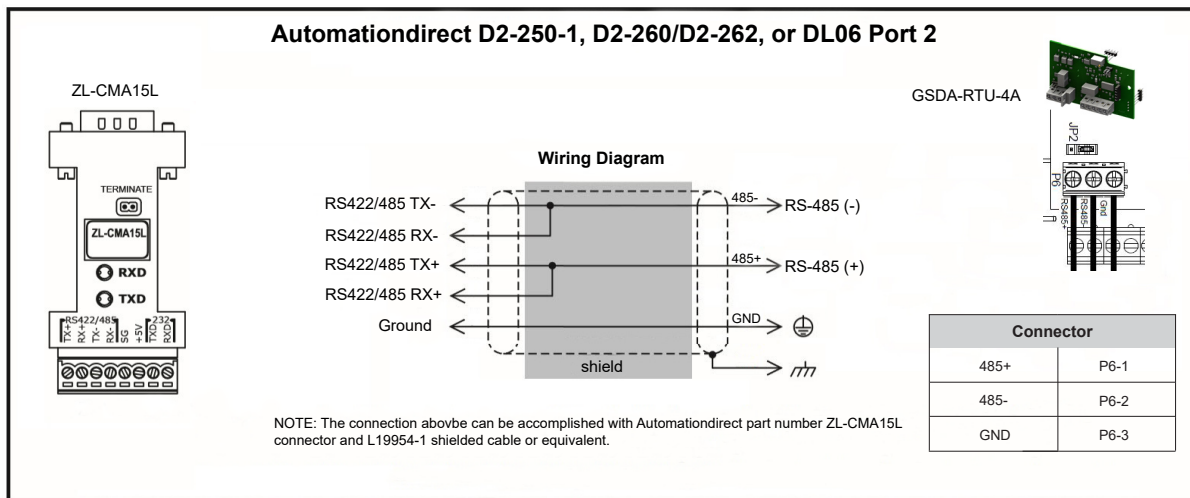 Automationdirect D2-250-1, D2-260/D2-262, or DL06 Port 2
ZL-CMA15L
TERMINATE
ZL-CMA15L
RXD
TXD
RS422/485
232
TX+
RX+
TX-
RX-
SG
+5V
TXD
RXD
Wiring Diagram
RS422/485 TX-
485-
RS-485 (-)
RS422/485 RX-
RS422/485 TX+
485+
RS-485 (+)
RS422/485 RX+
Ground
GND
shield
NOTE: The connection abovbe can be accomplished with Automationdirect part number ZL-CMA15L
connector and L19954-1 shielded cable or equivalent.
GSDA-RTU-4A
JP2
P6
RS485+
RS485-
Gnd
Connector
485+ P6-1
485- P6-2
GND P6-3